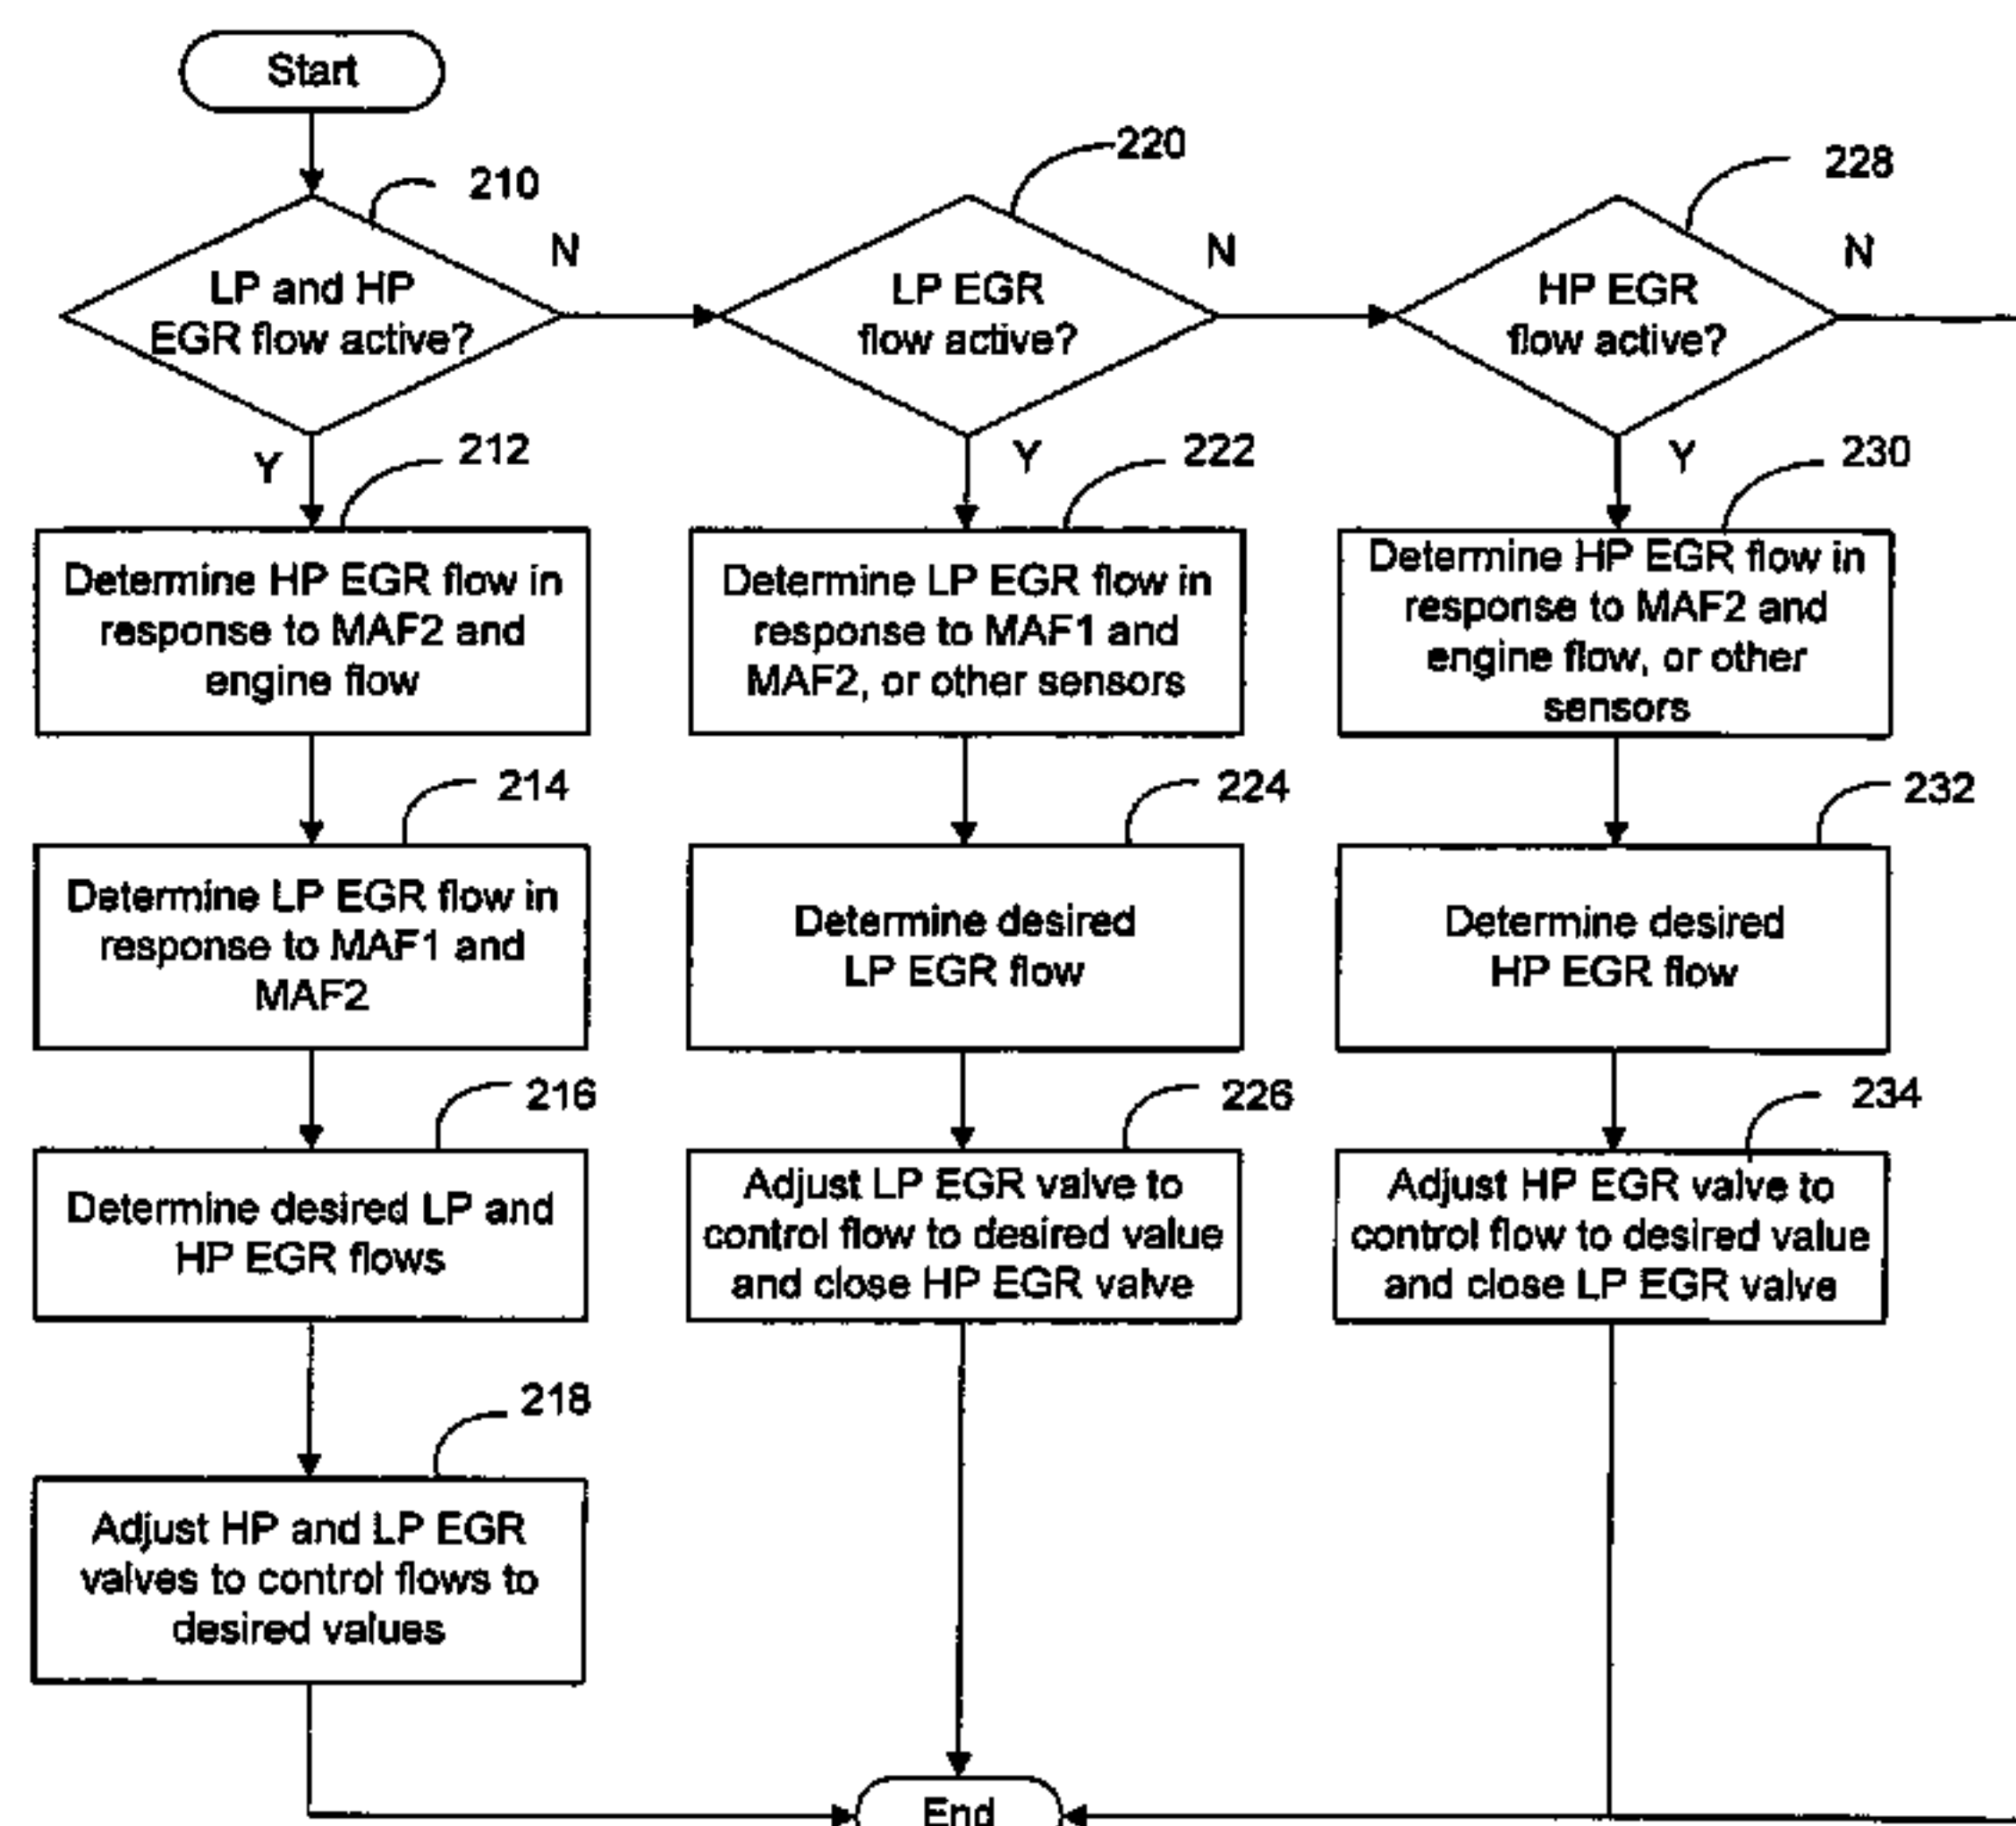 Start
210
LP and HP
EGR flow active?
N
220
LP EGR
flow active?
N
228
HP EGR
flow active?
N
Y
212
Determine HP EGR flow in
response to MAF2 and
engine flow
214
Determine LP EGR flow in
response to MAF1 and
MAF2
216
Determine desired LP and
HP EGR flows
218
Adjust HP and LP EGR
valves to control flows to
desired values
Y
222
Determine LP EGR flow in
response to MAF1 and
MAF2, or other sensors
224
Determine desired
LP EGR flow
226
Adjust LP EGR valve to
control flow to desired value
and close HP EGR valve
Y
230
Determine HP EGR flow in
response to MAF2 and
engine flow, or other
sensors
232
Determine desired
HP EGR flow
234
Adjust HP EGR valve to
control flow to desired value
and close LP EGR valve
End